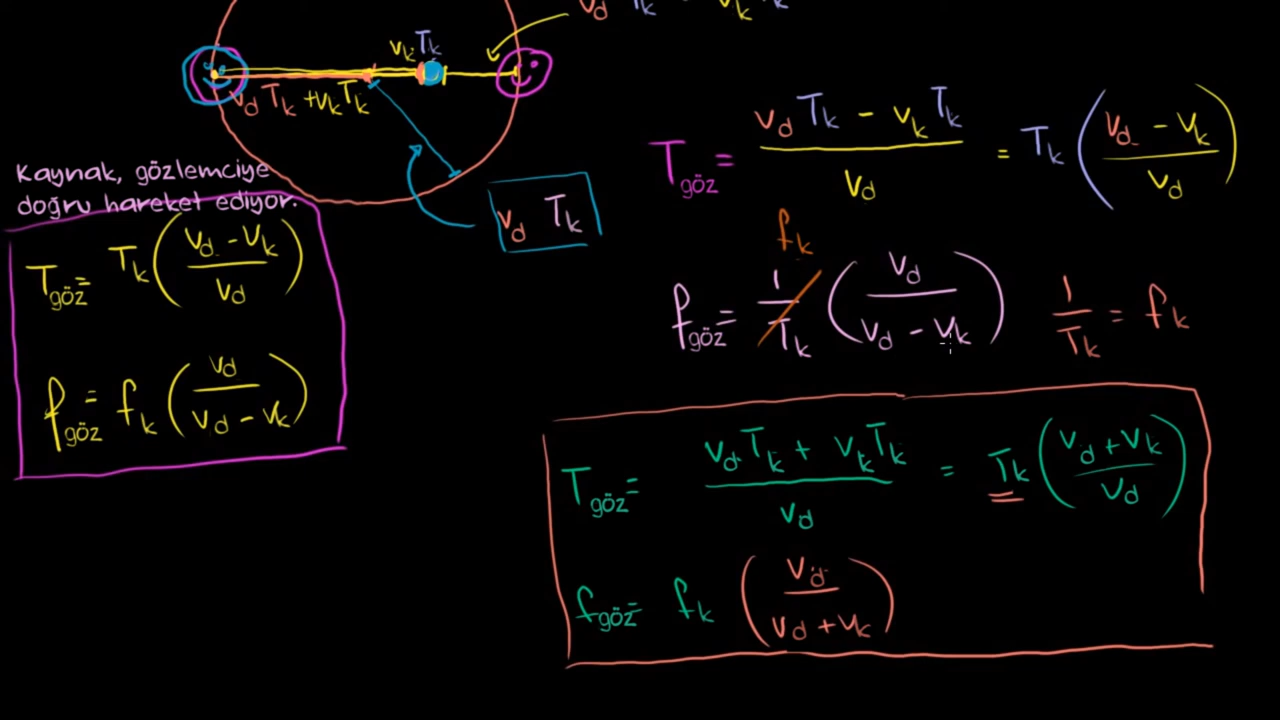 v_k T_k
v_d T_k + v_k T_k
Kaynak, gözlemciye
doğru hareket ediyor.
v_d T_k
T_göz = T_k ( (v_d - v_k) / v_d )
f_göz = f_k ( v_d / (v_d - v_k) )
T_göz = (v_d T_k - v_k T_k) / v_d = T_k ( (v_d - v_k) / v_d )
f_k
f_göz = 1 / T_k ( v_d / (v_d - v_k) )
1 / T_k = f_k
T_göz = (v_d T_k + v_k T_k) / v_d = T_k ( (v_d + v_k) / v_d )
f_göz = f_k ( v_d / (v_d + v_k) )